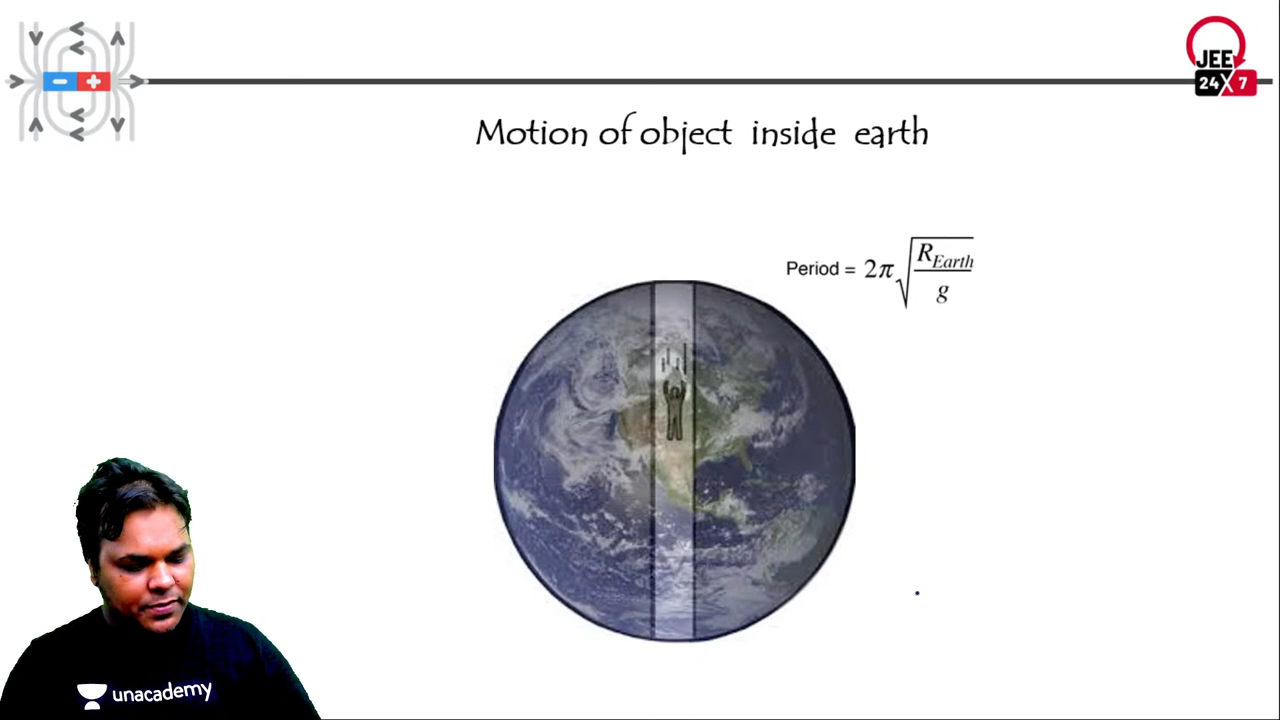 JEE
24X7
Motion of object inside earth
Period = 2π√(R_Earth/g)
unacademy